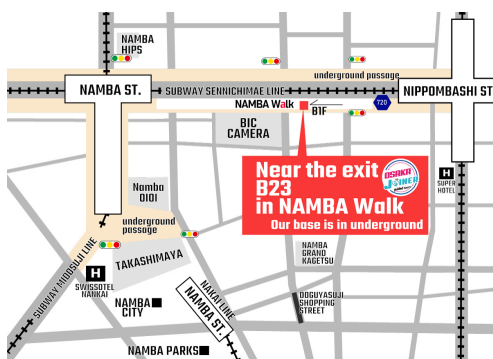 NAMBA
HIPS
underground passage
NAMBA ST.
SUBWAY SENNICHIMAE LINE
NIPPOMBASHI ST
NAMBA Walk
B1F
720
BIC
CAMERA
Near the exit
B23
in NAMBA Walk
Our base is in underground
OSAKA
JOINER
H
SUPER
HOTEL
Namba
OIOI
underground
passage
SUBWAY MIDOSUJI LINE
TAKASHIMAYA
H
SWISSOTEL
NANKAI
NAMBA
CITY
NAKAI LINE
NAMBA ST.
NAMBA
GRAND
KAGETSU
DOGUYASUJI
SHOPPING
STREET
NAMBA PARKS